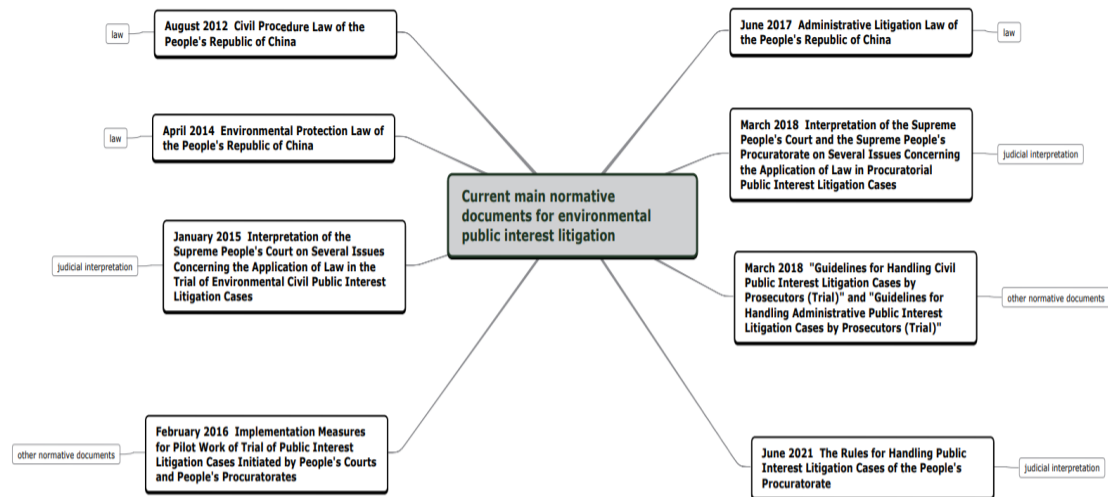 law
August 2012 Civil Procedure Law of the
People's Republic of China
law
April 2014 Environmental Protection Law of
the People's Republic of China
judicial interpretation
January 2015 Interpretation of the
Supreme People's Court on Several Issues
Concerning the Application of Law in the
Trial of Environmental Civil Public Interest
Litigation Cases
other normative documents
February 2016 Implementation Measures
for Pilot Work of Trial of Public Interest
Litigation Cases Initiated by People's Courts
and People's Procuratorates
Current main normative
documents for environmental
public interest litigation
June 2017 Administrative Litigation Law of
the People's Republic of China
law
March 2018 Interpretation of the Supreme
People's Court and the Supreme People's
Procuratorate on Several Issues Concerning
the Application of Law in Procuratorial
Public Interest Litigation Cases
judicial interpretation
March 2018 "Guidelines for Handling Civil
Public Interest Litigation Cases by
Prosecutors (Trial)" and "Guidelines for
Handling Administrative Public Interest
Litigation Cases by Prosecutors (Trial)"
other normative documents
June 2021 The Rules for Handling Public
Interest Litigation Cases of the People's
Procuratorate
judicial interpretation